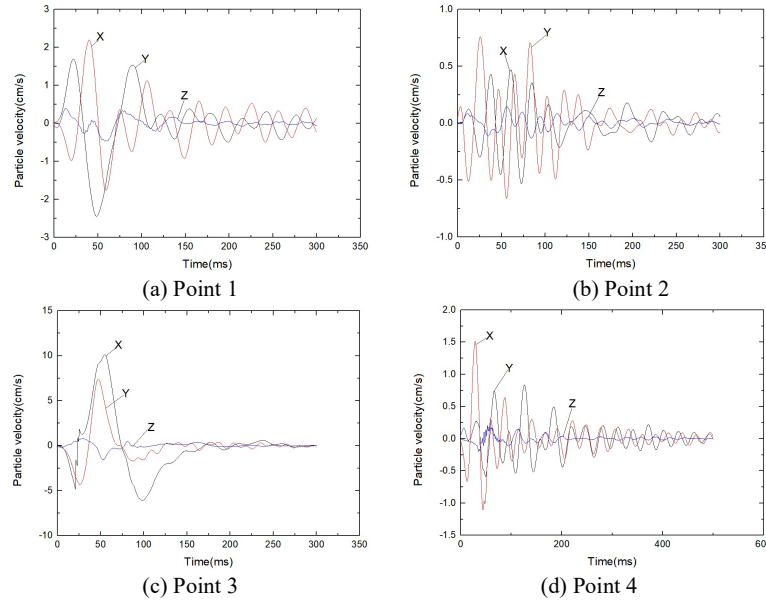 X
Y
Z
3
2
1
0
-1
-2
-3
Particle velocity(cm/s)
0 50 100 150 200 250 300 350
Time(ms)
(a) Point 1
X
Y
Z
1.0
0.5
0.0
-0.5
-1.0
Particle velocity(cm/s)
0 50 100 150 200 250 300 350
Time(ms)
(b) Point 2
X
Y
Z
15
10
5
0
-5
-10
Particle velocity(cm/s)
0 50 100 150 200 250 300 350
Time(ms)
(c) Point 3
X
Y
Z
2.0
1.5
1.0
0.5
0.0
-0.5
-1.0
-1.5
Particle velocity(cm/s)
0 200 400 60
Time(ms)
(d) Point 4